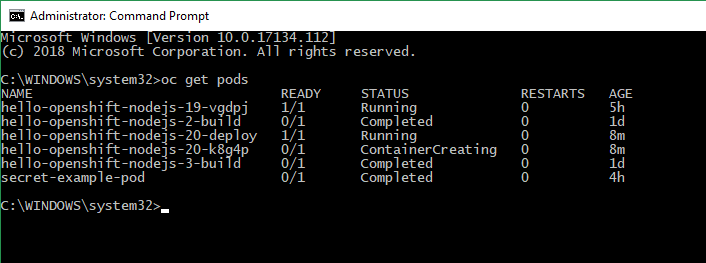 Administrator: Command Prompt
Microsoft Windows [Version 10.0.17134.112]
(c) 2018 Microsoft Corporation. All rights reserved.
C:\WINDOWS\system32>oc get pods
NAME READY STATUS RESTARTS AGE
hello-openshift-nodejs-19-vgdpj 1/1 Running 0 5h
hello-openshift-nodejs-2-build 0/1 Completed 0 1d
hello-openshift-nodejs-20-deploy 1/1 Running 0 8m
hello-openshift-nodejs-20-k8g4p 0/1 ContainerCreating 0 8m
hello-openshift-nodejs-3-build 0/1 Completed 0 1d
secret-example-pod 0/1 Completed 0 4h
C:\WINDOWS\system32>